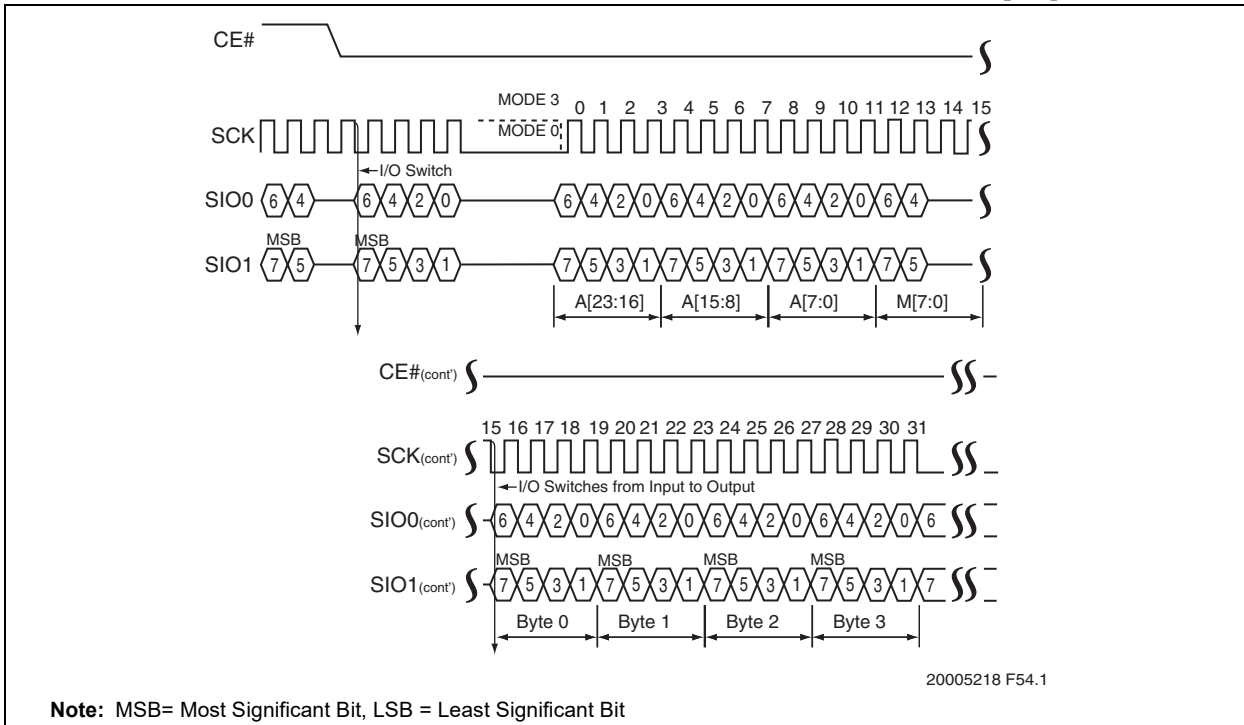 CE#
MODE 3 0 1 2 3 4 5 6 7 8 9 10 11 12 13 14 15
SCK MODE 0
I/O Switch
SIO0 6 4 6 4 2 0 6 4 2 0 6 4 2 0 6 4 2 0 6 4
MSB MSB
SIO1 7 5 7 5 3 1 7 5 3 1 7 5 3 1 7 5 3 1 7 5
A[23:16] A[15:8] A[7:0] M[7:0]
CE#(cont')
15 16 17 18 19 20 21 22 23 24 25 26 27 28 29 30 31
SCK(cont')
I/O Switches from Input to Output
SIO0(cont') 6 4 2 0 6 4 2 0 6 4 2 0 6 4 2 0 6
MSB MSB MSB MSB
SIO1(cont') 7 5 3 1 7 5 3 1 7 5 3 1 7 5 3 1 7
Byte 0 Byte 1 Byte 2 Byte 3
20005218 F54.1
Note: MSB= Most Significant Bit, LSB = Least Significant Bit